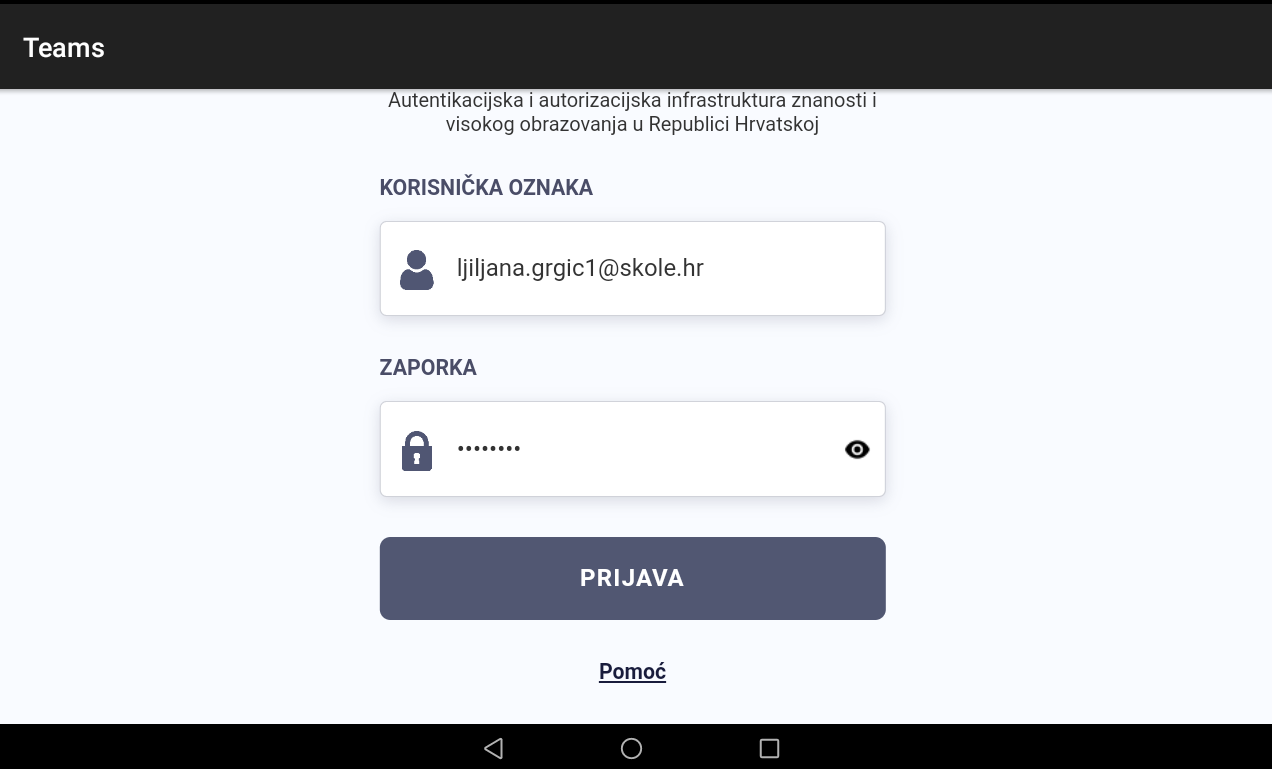 Teams
Autentikacijska i autorizacijska infrastruktura znanosti i
visokog obrazovanja u Republici Hrvatskoj
KORISNIČKA OZNAKA
ljiljana.grgic1@skole.hr
ZAPORKA
••••••••
PRIJAVA
Pomoć